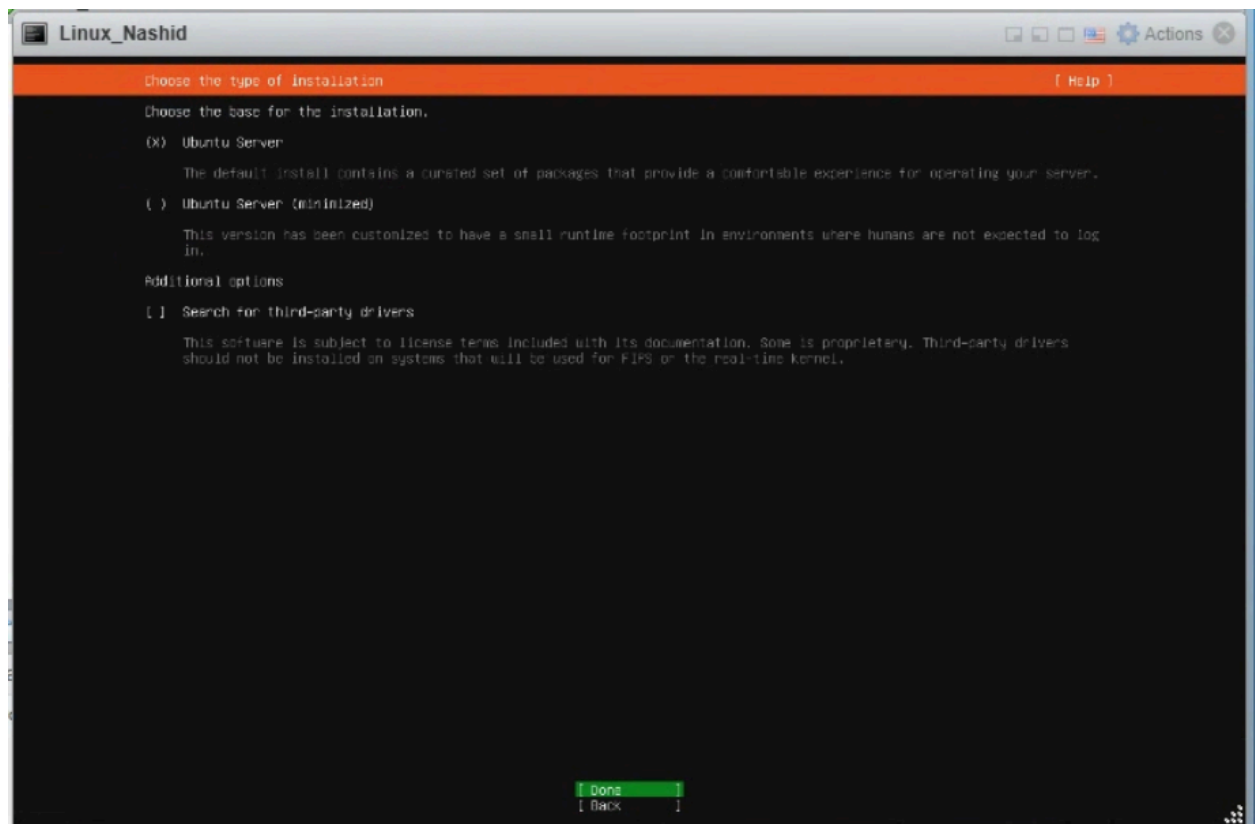 Linux_Nashid
Actions
Choose the type of installation
[ Help ]
Choose the base for the installation.
(X) Ubuntu Server
The default install contains a curated set of packages that provide a comfortable experience for operating your server.
( ) Ubuntu Server (minimized)
This version has been customized to have a small runtime footprint in environments where humans are not expected to log
in.
Additional options
[ ] Search for third-party drivers
This software is subject to license terms included with its documentation. Some is proprietary. Third-party drivers
should not be installed on systems that will be used for FIPS or the real-time kernel.
[ Done ]
[ Back ]